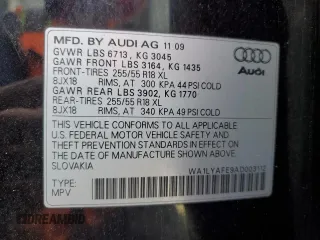 MFD. BY AUDI AG 11 09
GVWR LBS 6713, KG 3045
GAWR FRONT LBS 3164, KG 1435
FRONT-TIRES 255/55 R18 XL
8JX18 RIMS, AT 300 KPA 44 PSI COLD
GAWR REAR LBS 3902, KG 1770
REAR-TIRES 255/55 R18 XL
8JX18 RIMS, AT 340 KPA 49 PSI COLD
Audi
THIS VEHICLE CONFORMS TO ALL APPLICABLE
U.S. FEDERAL MOTOR VEHICLE SAFETY AND
THEFT PREVENTION STANDARDS IN EFFECT ON
THE DATE OF MANUFACTURE SHOWN ABOVE.
SLOVAKIA
TYPE:
MPV
IDREAMBID